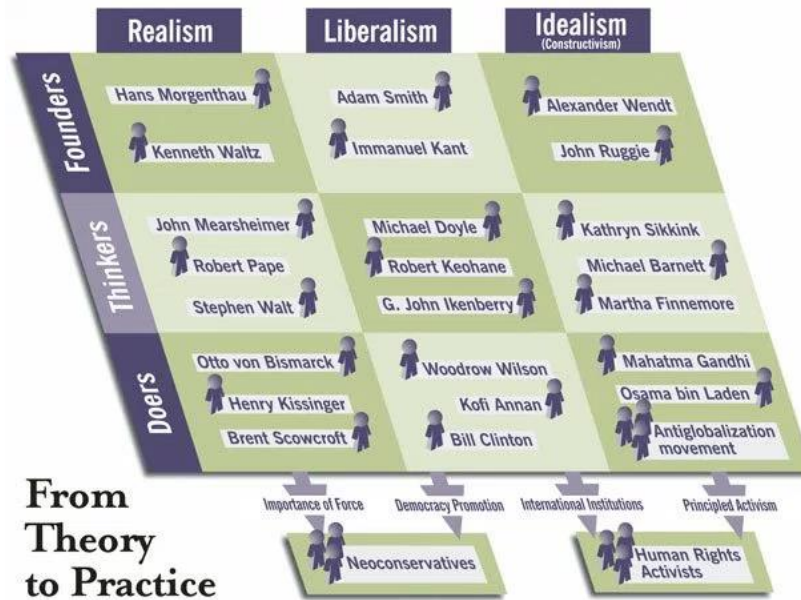 Realism
Liberalism
Idealism
(Constructivism)
Founders
Hans Morgenthau
Kenneth Waltz
Adam Smith
Immanuel Kant
Alexander Wendt
John Ruggie
Thinkers
John Mearsheimer
Robert Pape
Stephen Walt
Michael Doyle
Robert Keohane
G. John Ikenberry
Kathryn Sikkink
Michael Barnett
Martha Finnemore
Doers
Otto von Bismarck
Henry Kissinger
Brent Scowcroft
Woodrow Wilson
Kofi Annan
Bill Clinton
Mahatma Gandhi
Osama bin Laden
Antiglobalization
movement
Importance of Force
Democracy Promotion
International Institutions
Principled Activism
Neoconservatives
Human Rights
Activists
From
Theory
to Practice